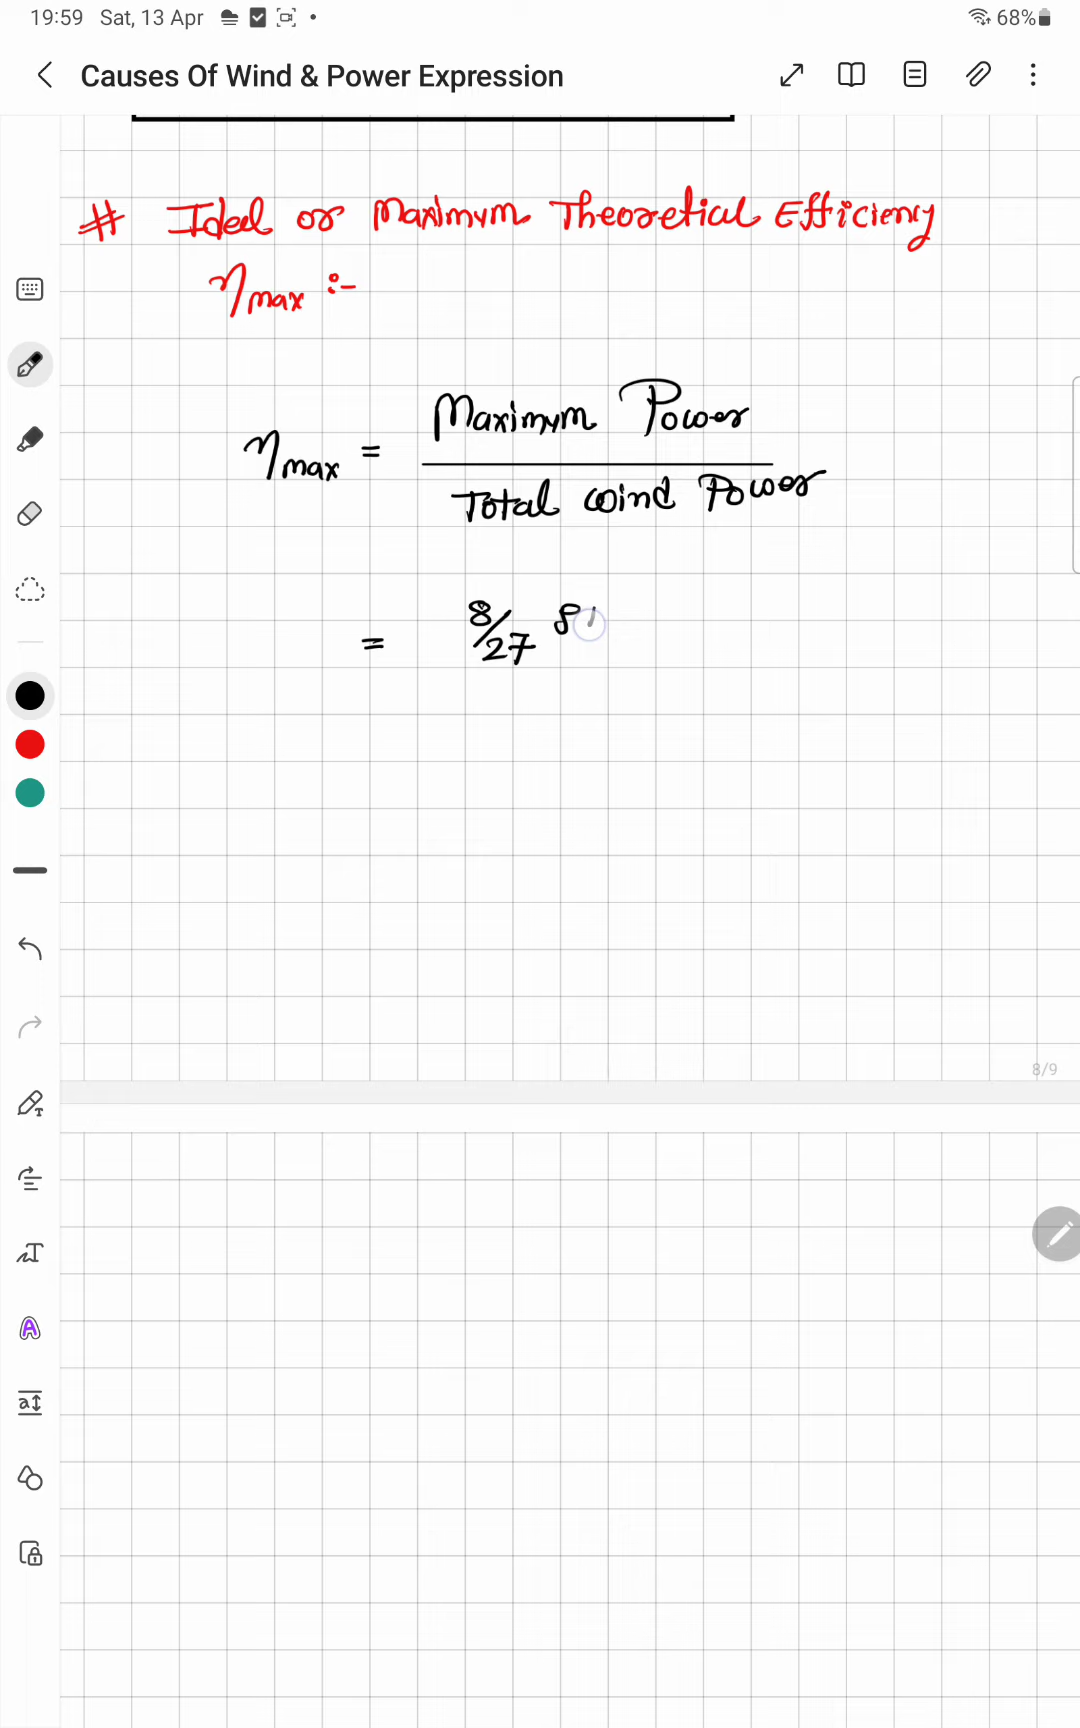 19:59 Sat, 13 Apr 68%
Causes Of Wind & Power Expression
# Ideal or Maximum Theoretical Efficiency
ηmax :-
ηmax = Maximum Power
Total wind Power
= 8/27 8
8/9